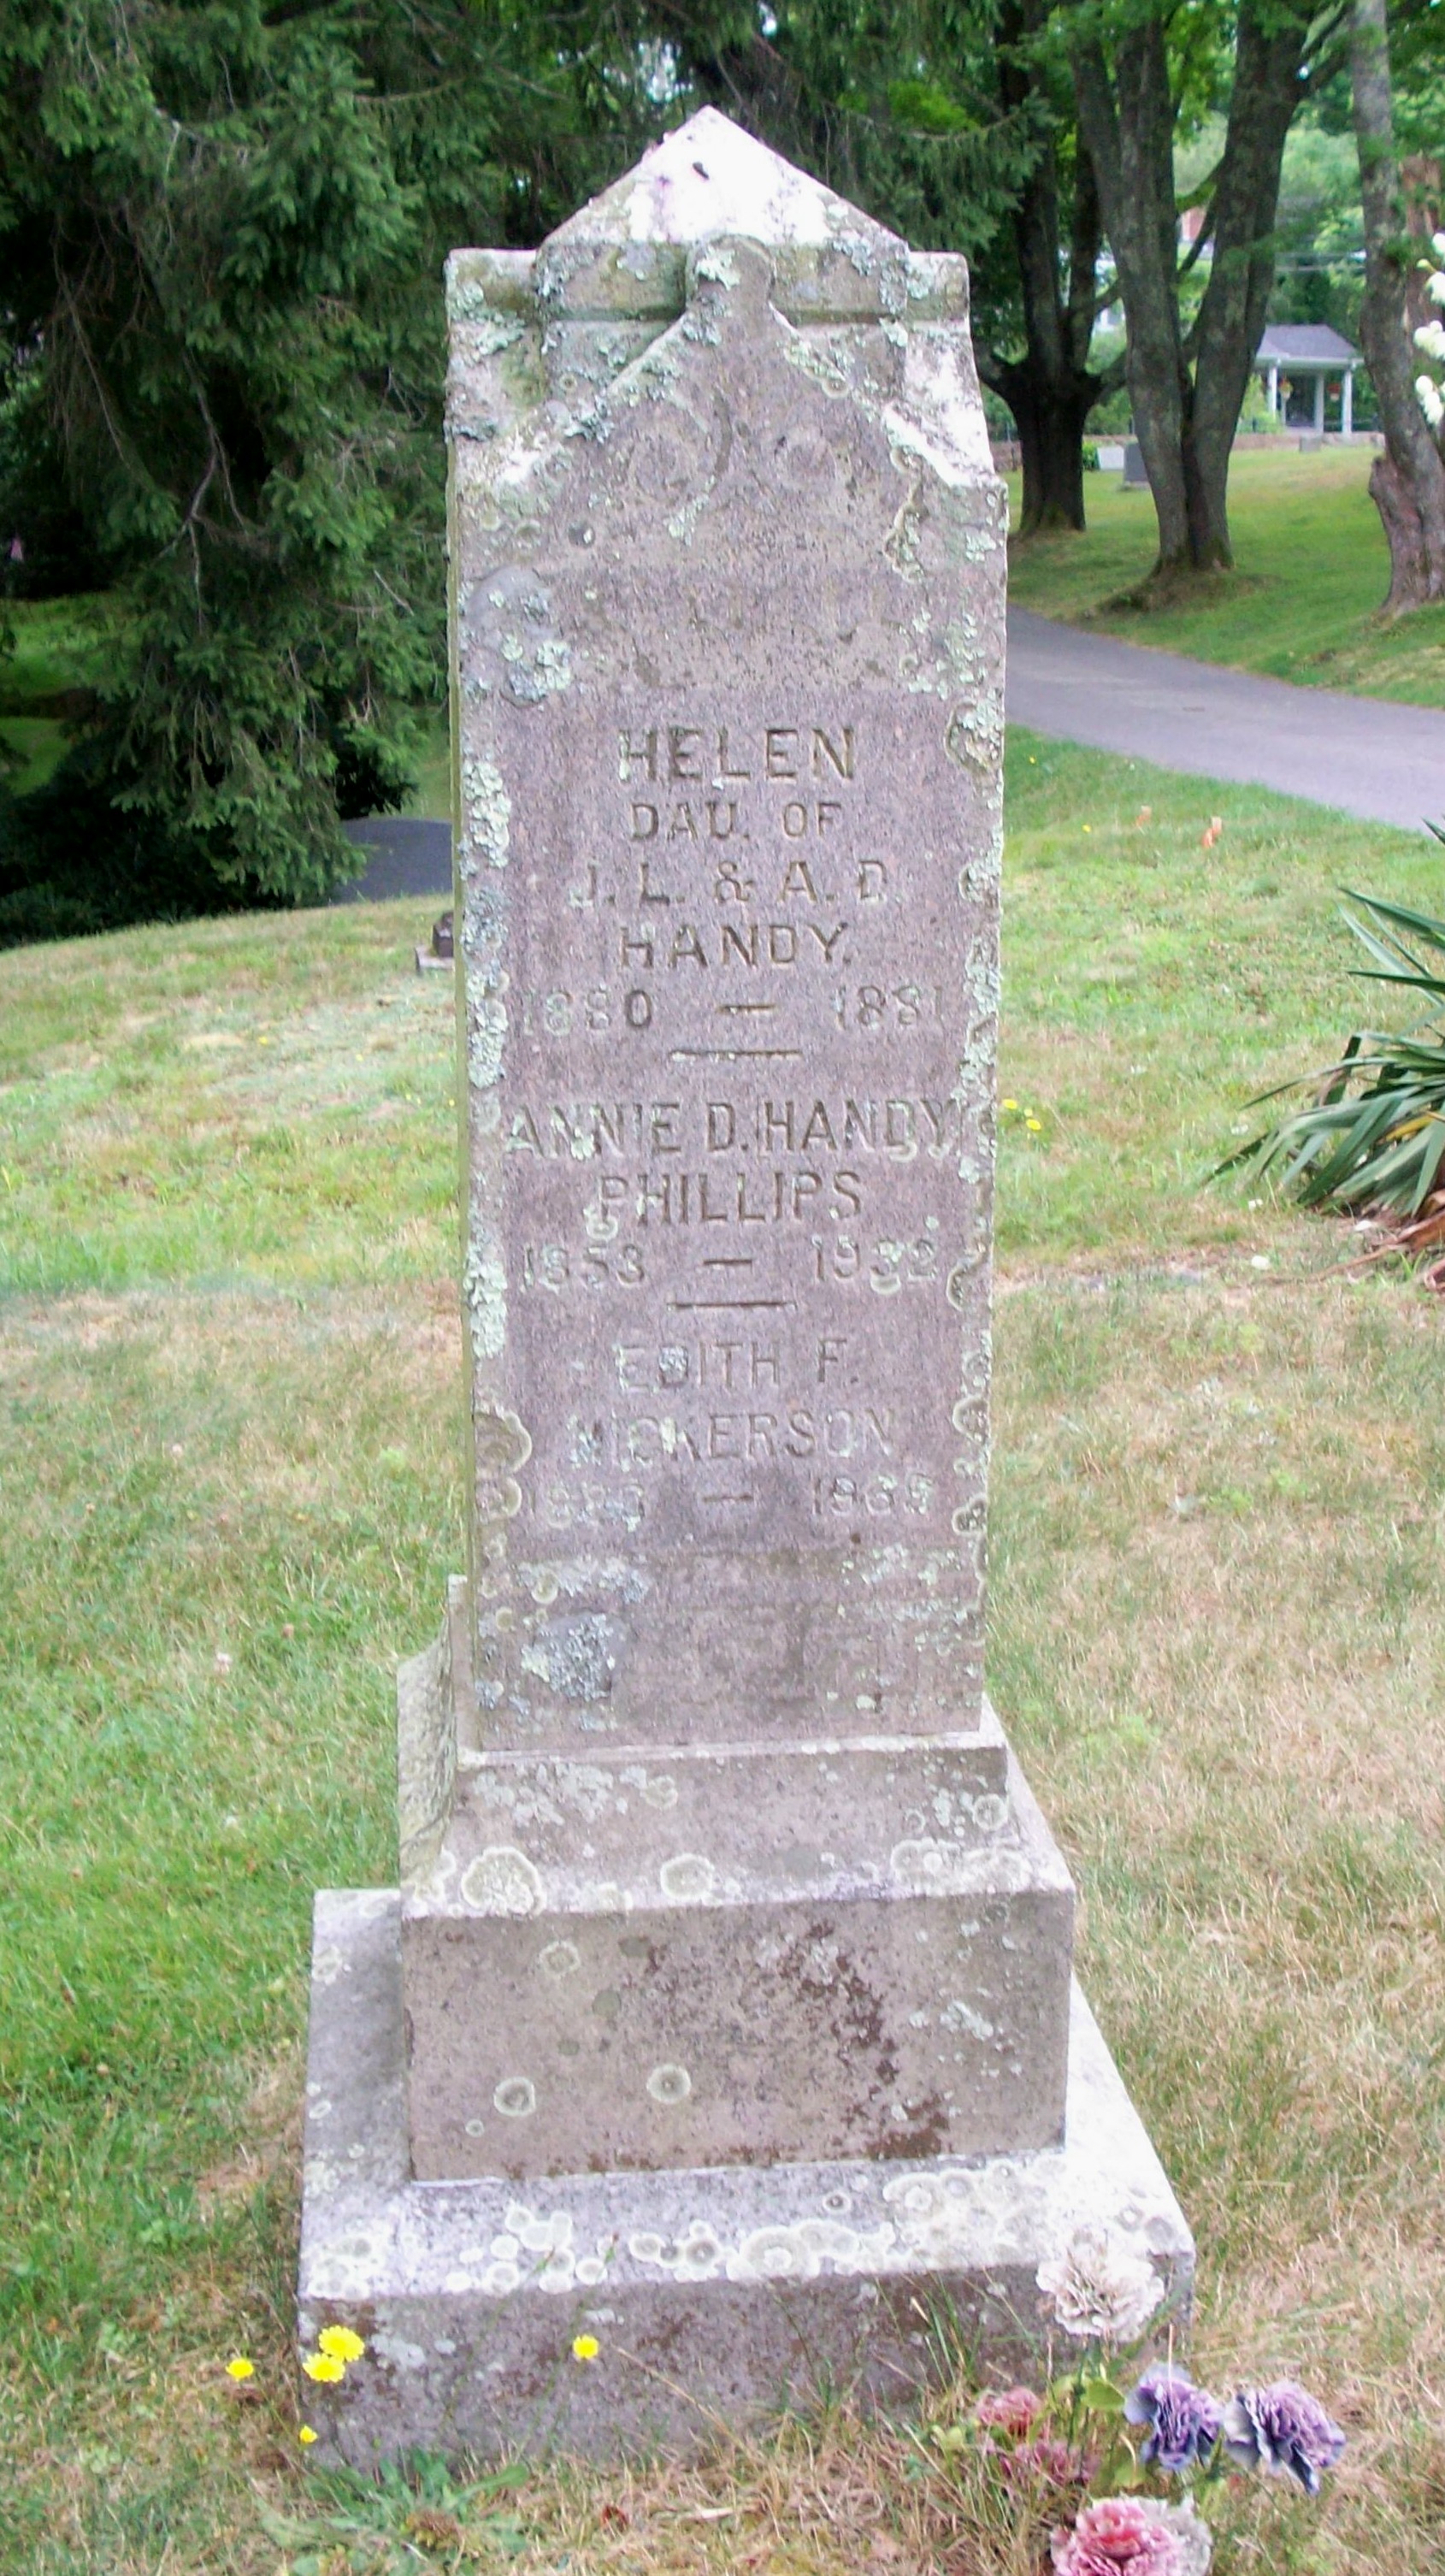 HELEN
DAU. OF
J. L. & A. D.
HANDY.
1880 — 1881
ANNIE D. HANDY
PHILLIPS
1853 — 1932
EDITH F.
NICKERSON
—